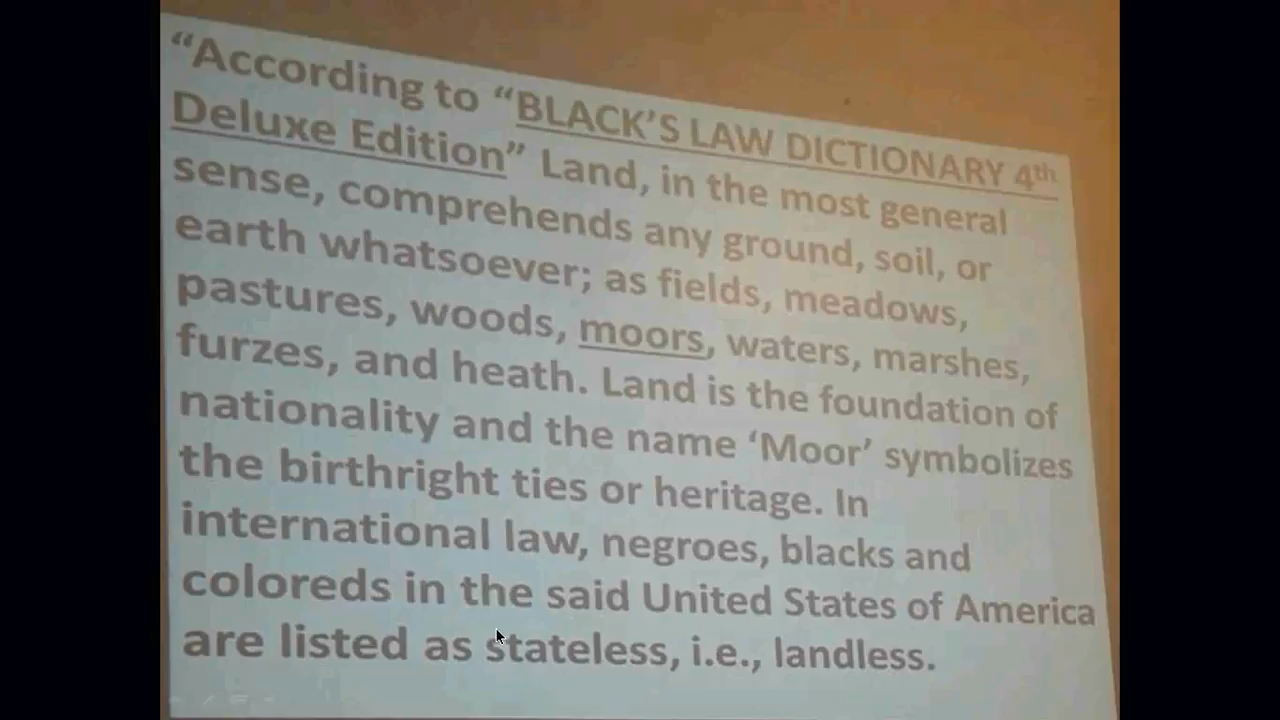 “According to “BLACK’S LAW DICTIONARY 4th
Deluxe Edition” Land, in the most general
sense, comprehends any ground, soil, or
earth whatsoever; as fields, meadows,
pastures, woods, moors, waters, marshes,
furzes, and heath. Land is the foundation of
nationality and the name ‘Moor’ symbolizes
the birthright ties or heritage. In
international law, negroes, blacks and
coloreds in the said United States of America
are listed as stateless, i.e., landless.